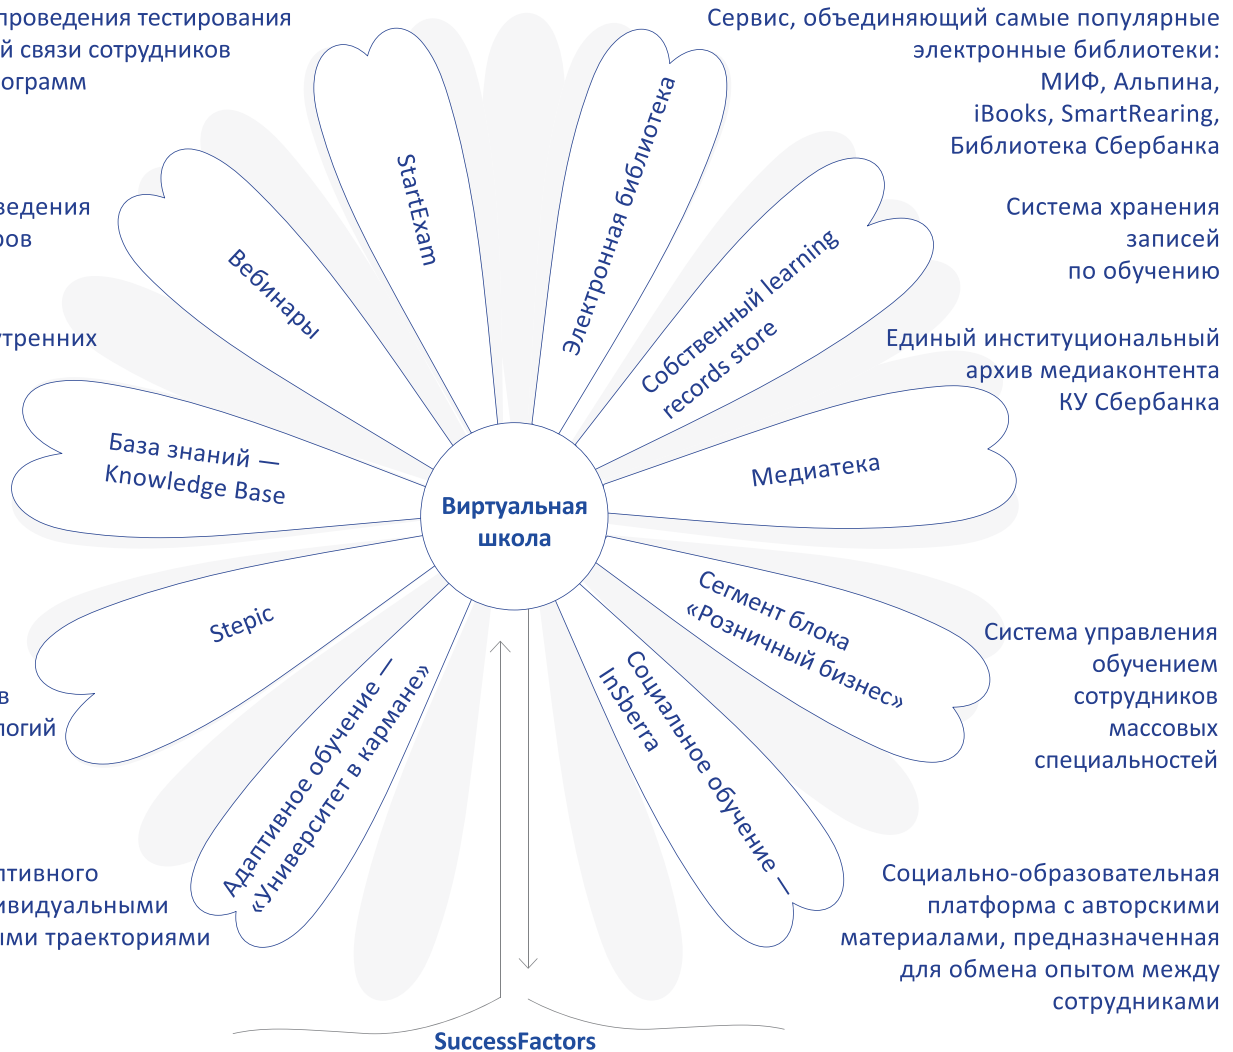 проведения тестирования
й связи сотрудников
ограмм
Сервис, объединяющий самые популярные
электронные библиотеки:
МИФ, Альпина,
iBooks, SmartRearing,
Библиотека Сбербанка
StartExam
Электронная библиотека
ведения
ров
Вебинары
Собственный learning
records store
Система хранения
записей
по обучению
утренних
Единый институциональный
архив медиаконтента
КУ Сбербанка
База знаний —
Knowledge Base
Медиатека
Виртуальная
школа
Stepic
Сегмент блока
«Розничный бизнес»
Система управления
обучением
сотрудников
массовых
специальностей
в
логий
Адаптивное обучение —
«Университет в кармане»
Социальное обучение —
InSberra
птивного
ивидуальными
ыми траекториями
Социально-образовательная
платформа с авторскими
материалами, предназначенная
для обмена опытом между
сотрудниками
SuccessFactors